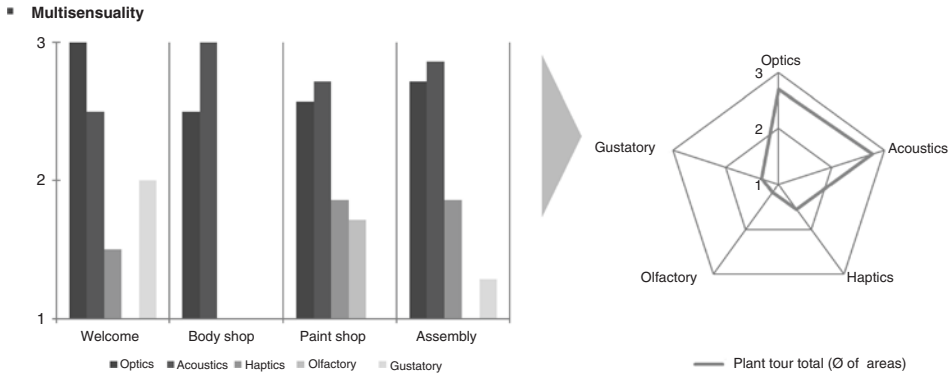 Multisensuality
3
2
1
Welcome
Body shop
Paint shop
Assembly
Optics
Acoustics
Haptics
Olfactory
Gustatory
Optics
3
2
1
Gustatory
Acoustics
Olfactory
Haptics
Plant tour total (Ø of areas)